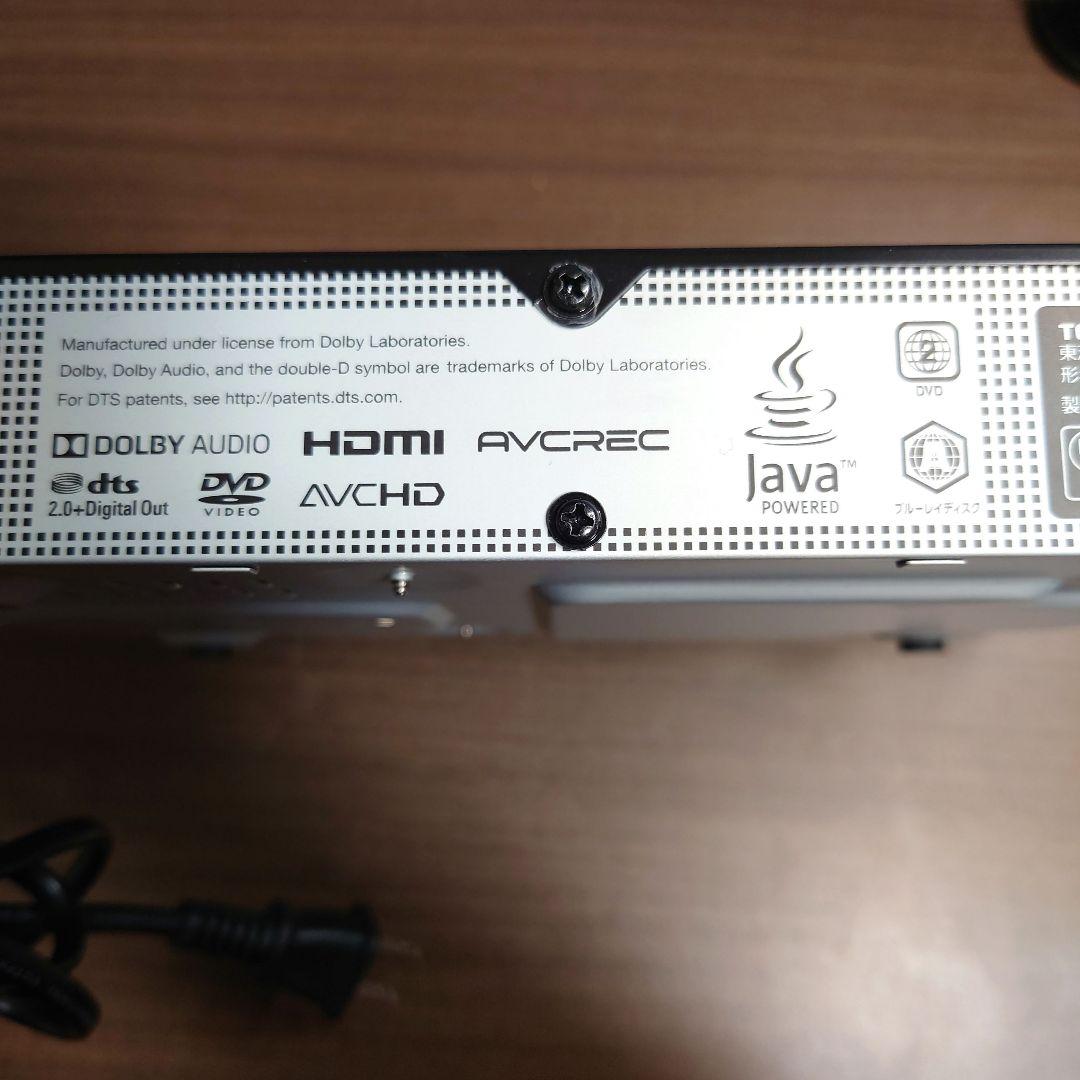 Manufactured under license from Dolby Laboratories.
Dolby, Dolby Audio, and the double-D symbol are trademarks of Dolby Laboratories.
For DTS patents, see http://patents.dts.com.
DOLBY AUDIO
HDMI
AVCREC
dts
2.0+Digital Out
DVD
VIDEO
AVCHD
Java™
POWERED
2
DVD
A
ブルーレイディスク
TO
東
形
製